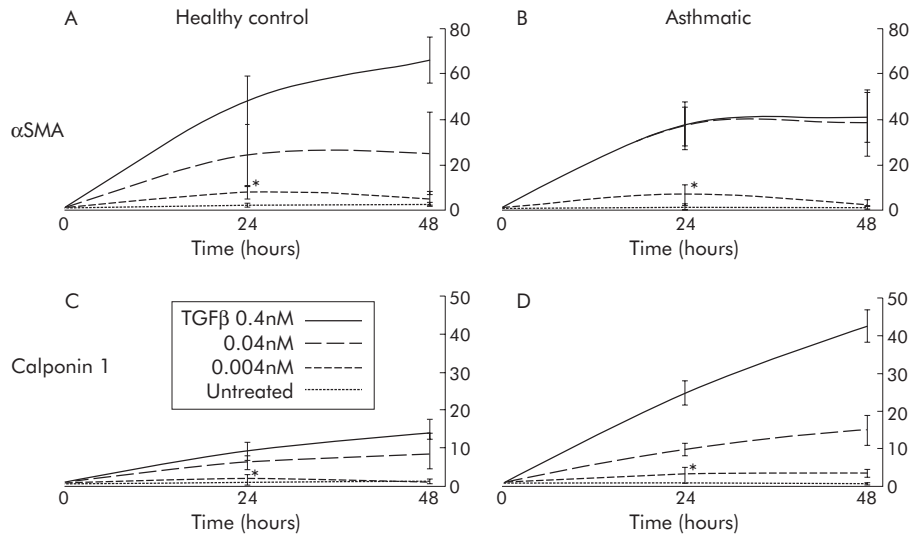 A Healthy control
80
60
αSMA
40
20
*
0
0 24 48
Time (hours)
B Asthmatic
80
60
40
20
*
0
0 24 48
Time (hours)
C
50
TGFβ 0.4nM
40
0.04nM
Calponin 1
0.004nM
30
Untreated
20
10
*
0
0 24 48
Time (hours)
D
50
40
30
20
10
*
0
0 24 48
Time (hours)